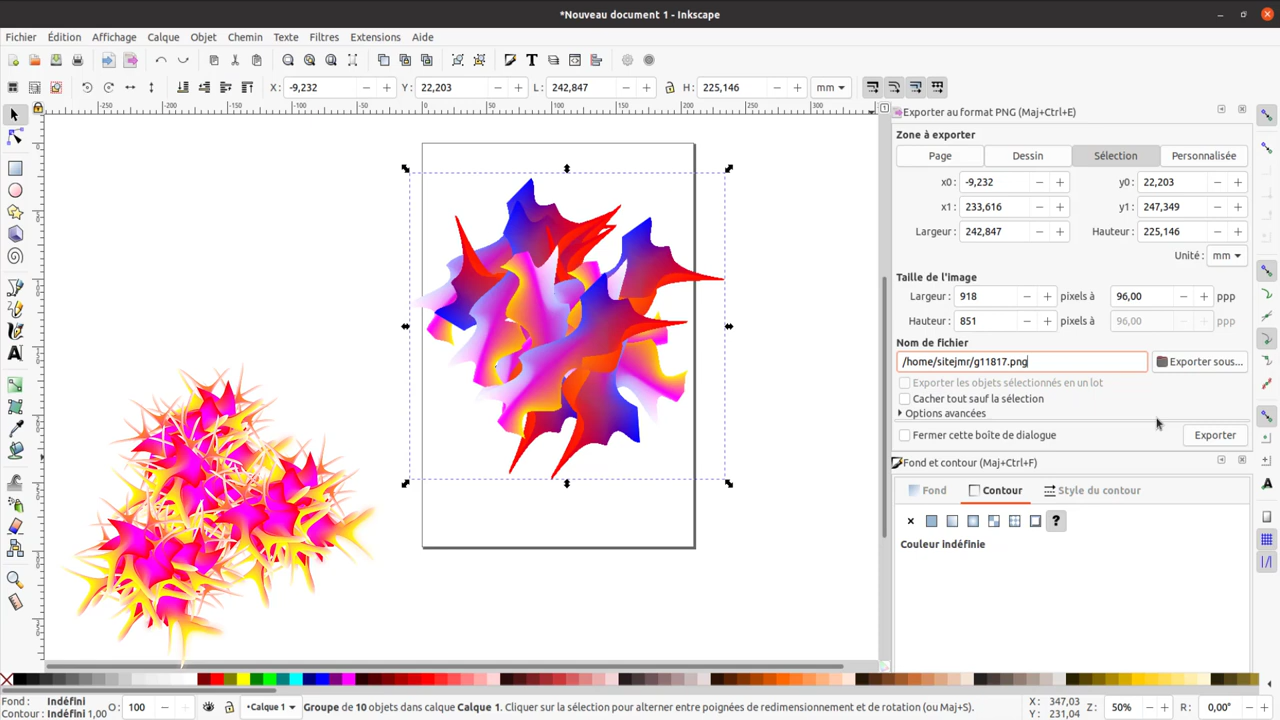 *Nouveau document 1 - Inkscape
Fichier Édition Affichage Calque Objet Chemin Texte Filtres Extensions Aide
X : -9,232 Y : 22,203 L : 242,847 H : 225,146 mm
Exporter au format PNG (Maj+Ctrl+E)
Zone à exporter
Page Dessin Sélection Personnalisée
x0 : -9,232 y0 : 22,203
x1 : 233,616 y1 : 247,349
Largeur : 242,847 Hauteur : 225,146
Unité : mm
Taille de l'image
Largeur : 918 pixels à 96,00 ppp
Hauteur : 851 pixels à 96,00 ppp
Nom de fichier
/home/sitejmr/g11817.png Exporter sous...
Exporter les objets sélectionnés en un lot
Cacher tout sauf la sélection
Options avancées
Fermer cette boîte de dialogue Exporter
Fond et contour (Maj+Ctrl+F)
Fond Contour Style du contour
Couleur indéfinie
Fond : Indéfini
Contour : Indéfini 1,00
O : 100
•Calque 1
Groupe de 10 objets dans calque Calque 1. Cliquer sur la sélection pour alterner entre poignées de redimensionnement et de rotation (ou Maj+S).
X : 347,03
Y : 231,04
Z : 50%
R : 0,00°